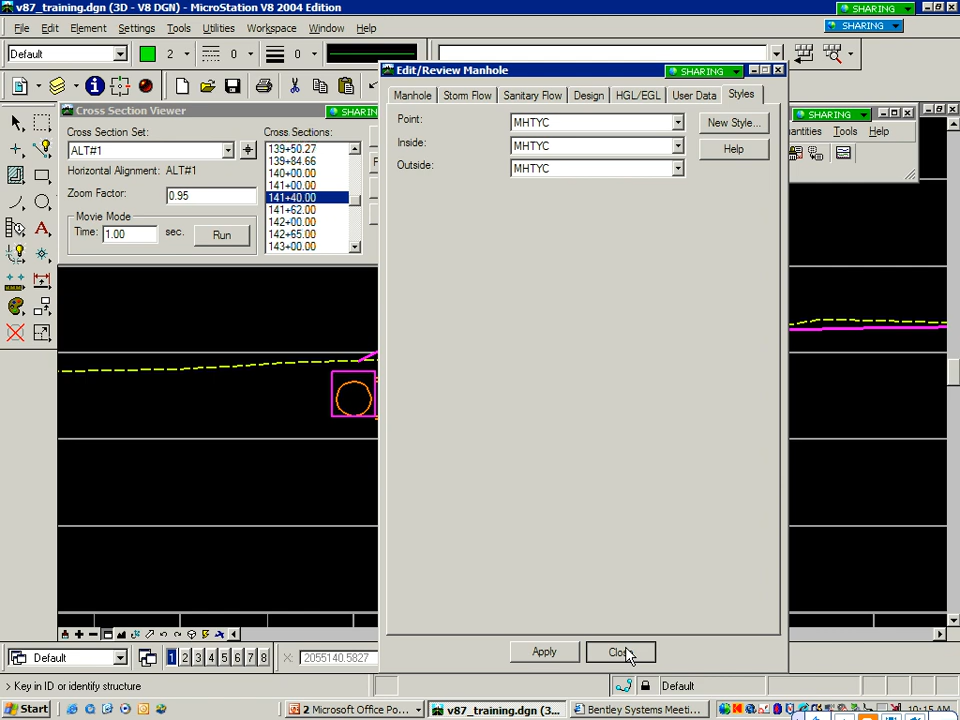 v87_training.dgn (3D - V8 DGN) - MicroStation V8 2004 Edition
SHARING
File Edit Element Settings Tools Utilities Workspace Window Help
SHARING
Default 2 0 0
Edit/Review Manhole SHARING
Manhole Storm Flow Sanitary Flow Design HGL/EGL User Data Styles
Point: MHTYC New Style...
Inside: MHTYC Help
Outside: MHTYC
Apply
Cross Section Viewer SHARING
Cross Section Set: Cross Sections:
ALT#1
Horizontal Alignment: ALT#1
Zoom Factor: 0.95
Movie Mode
Time: 1.00 sec. Run
139+50.27
139+84.66
140+00.00
141+00.00
141+40.00
141+62.00
142+00.00
142+65.00
143+00.00
SHARING
Tools Help
Default 1 2 3 4 5 6 7 8 X: 2055140.5827
> Key in ID or identify structure Default
Start 2 Microsoft Office Po... v87_training.dgn (3... Bentley Systems Meeti... 10:15 AM